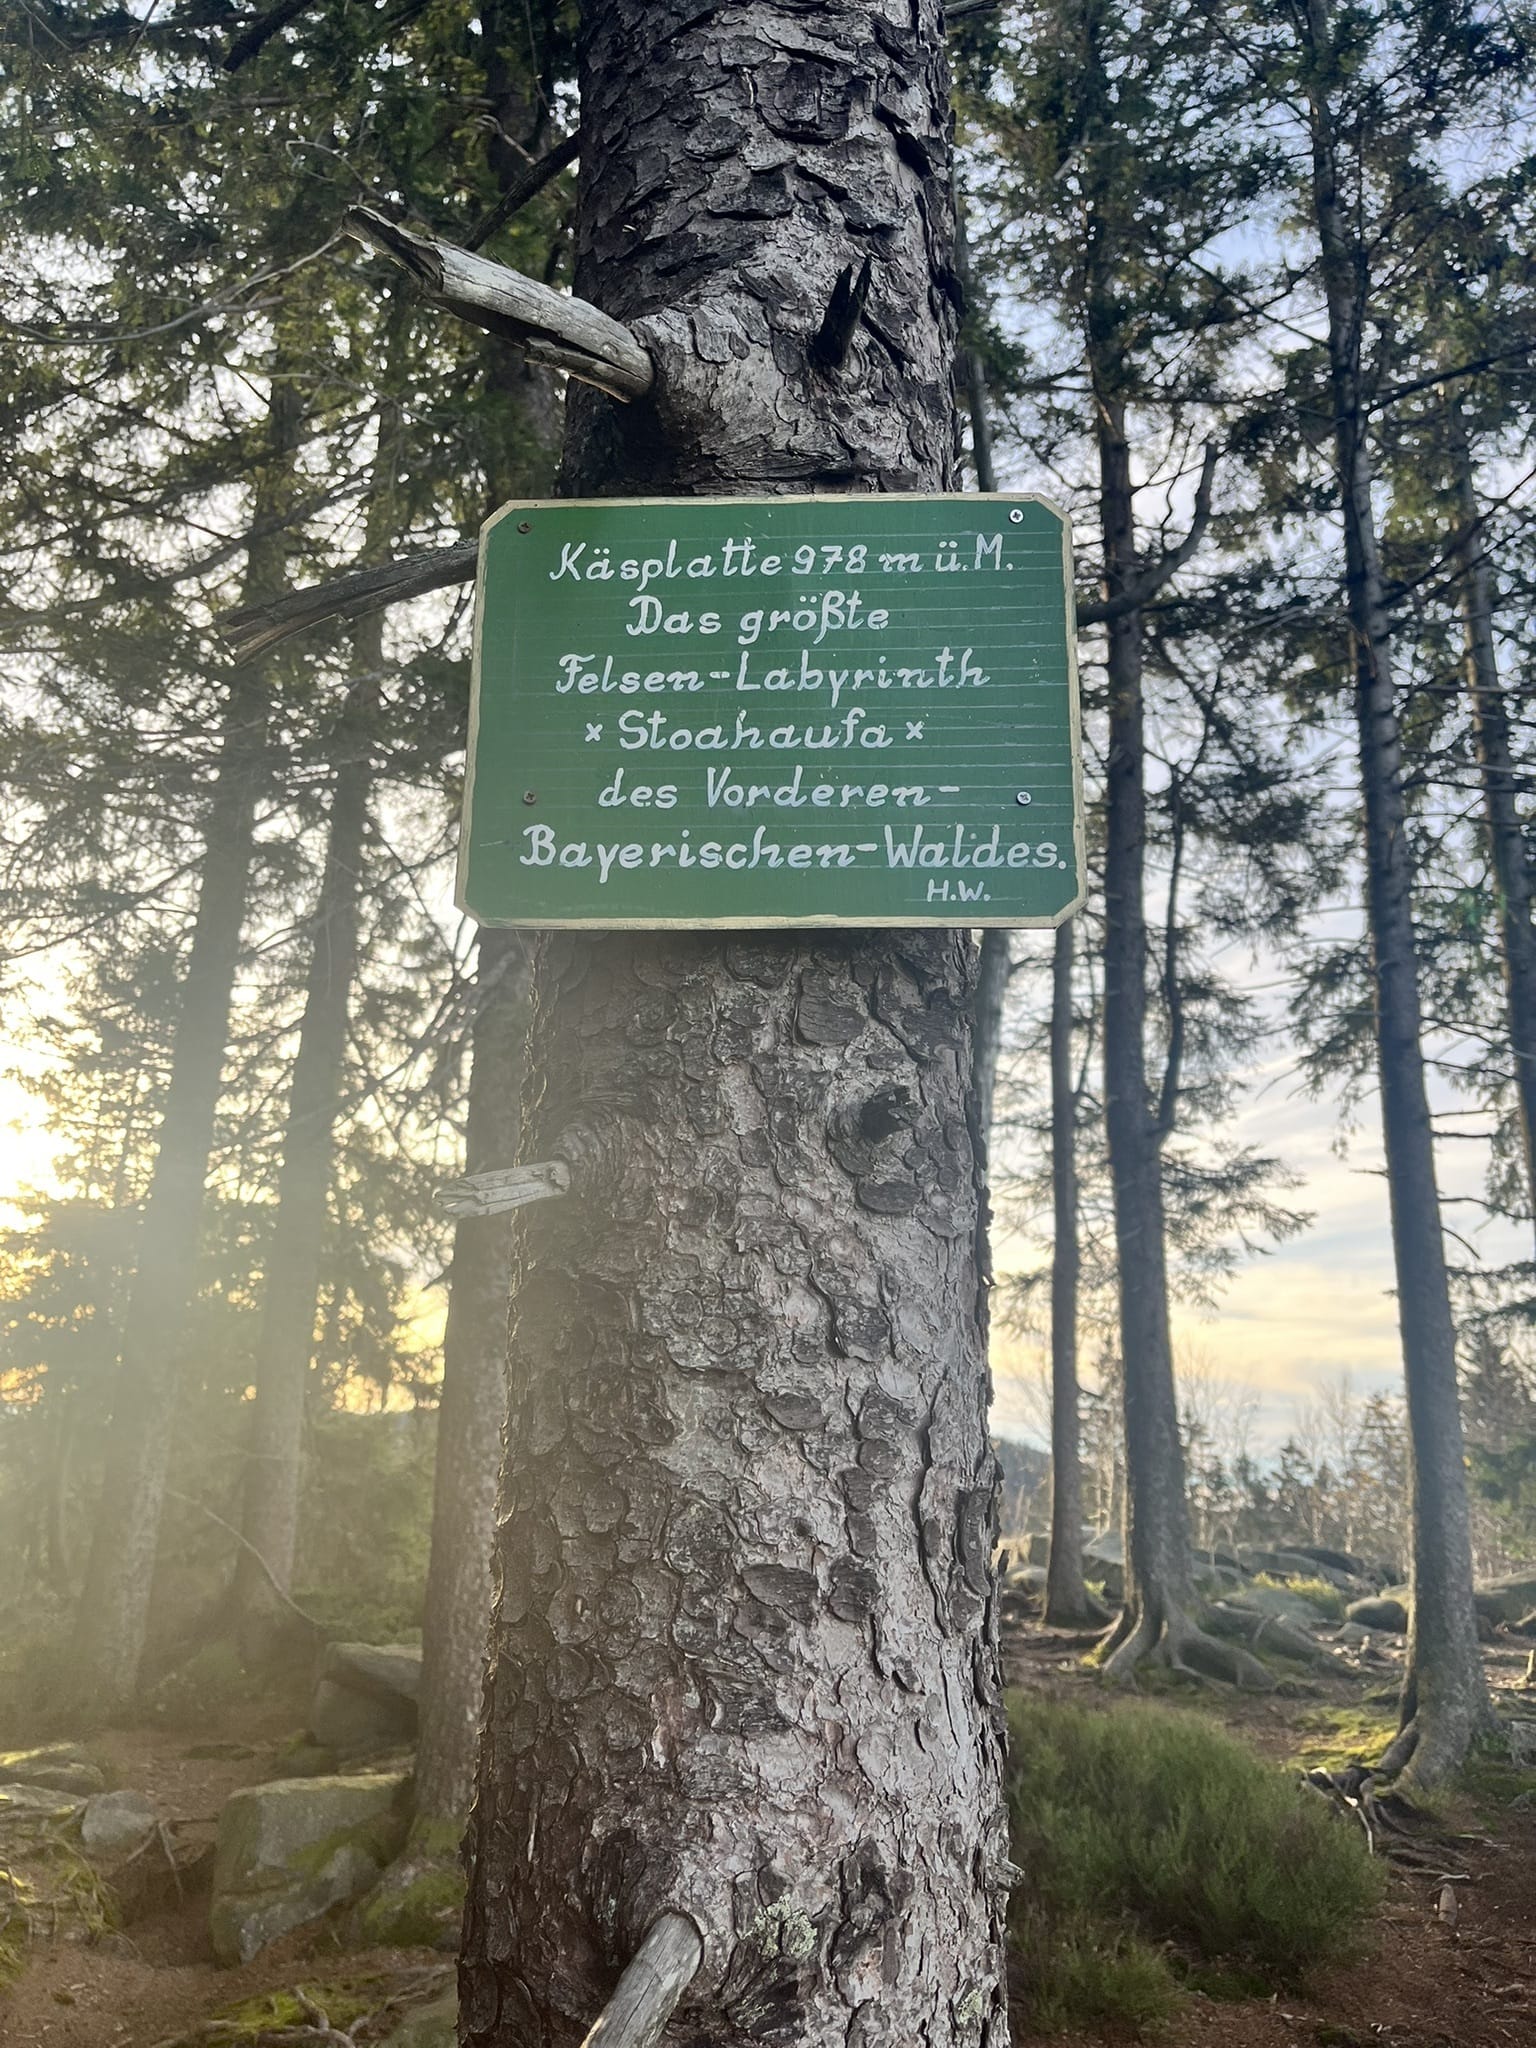 Käsplatte 978 m ü.M.
Das größte
Felsen-Labyrinth
× Stoahaufa ×
des Vorderen-
Bayerischen-Waldes.
H.W.